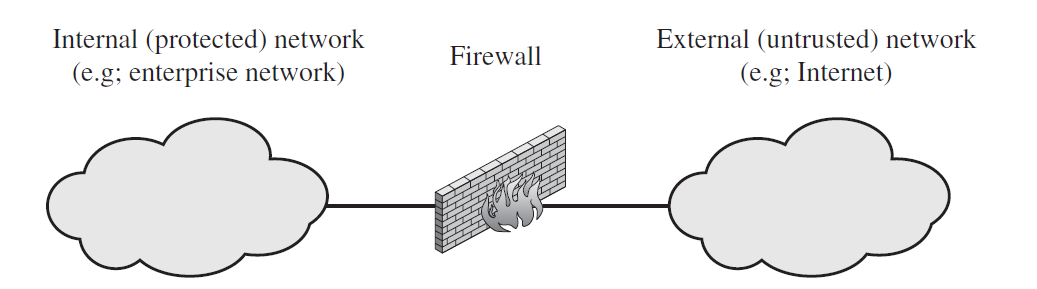 Internal (protected) network
(e.g; enterprise network)
Firewall
External (untrusted) network
(e.g; Internet)